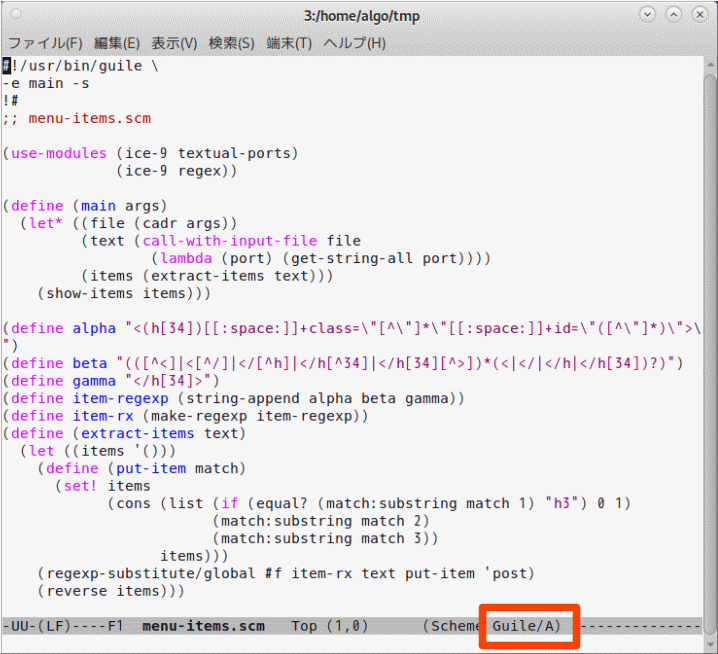 3:/home/algo/tmp
ファイル(F) 編集(E) 表示(V) 検索(S) 端末(T) ヘルプ(H)
#!/usr/bin/guile \
-e main -s
!#
;; menu-items.scm
(use-modules (ice-9 textual-ports)
             (ice-9 regex))
(define (main args)
  (let* ((file (cadr args))
         (text (call-with-input-file file
                 (lambda (port) (get-string-all port))))
         (items (extract-items text)))
    (show-items items)))
(define alpha "<(h[34])[[:space:]]+class=\"[^\"]*\"[[:space:]]+id=\"([^\"]*)\">\
")
(define beta "(([^<]|<[^/]|</[^h]|</h[^34]|</h[34][^>])*(<|</|</h|</h[34])?)")
(define gamma "</h[34]>")
(define item-regexp (string-append alpha beta gamma))
(define item-rx (make-regexp item-regexp))
(define (extract-items text)
  (let ((items '()))
    (define (put-item match)
      (set! items
            (cons (list (if (equal? (match:substring match 1) "h3") 0 1)
                        (match:substring match 2)
                        (match:substring match 3))
                  items)))
    (regexp-substitute/global #f item-rx text put-item 'post)
    (reverse items)))
-UU-(LF)----F1  menu-items.scm   Top (1,0)      (Scheme Guile/A) --------------